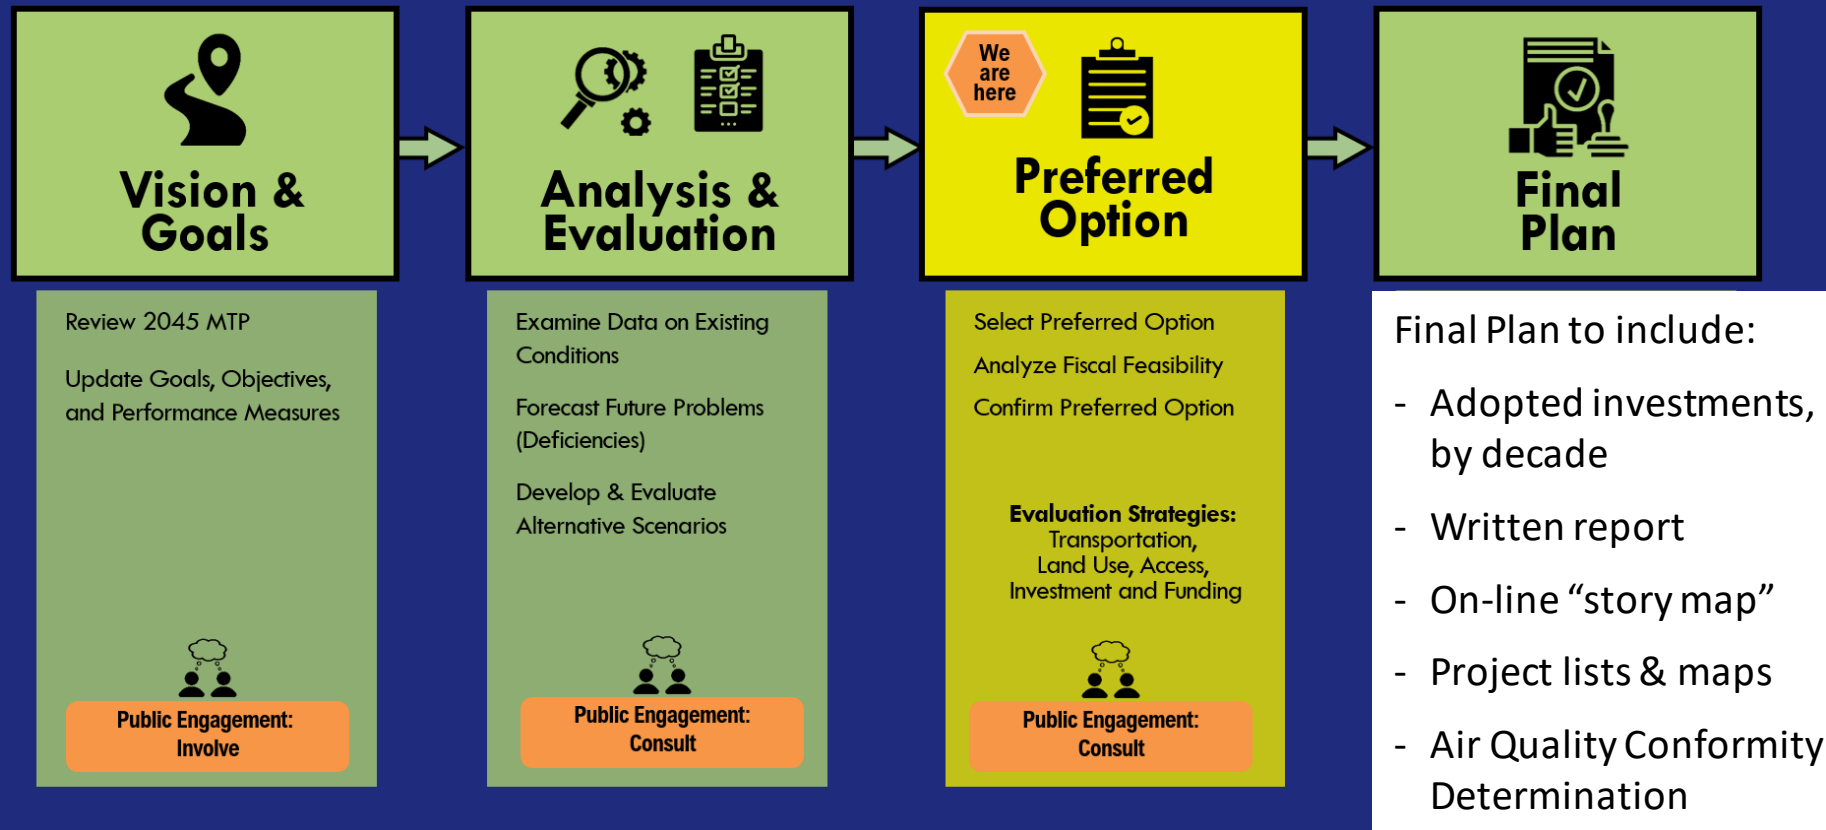 Vision &
Goals
Review 2045 MTP
Update Goals, Objectives,
and Performance Measures
Public Engagement:
Involve
Analysis &
Evaluation
Examine Data on Existing
Conditions
Forecast Future Problems
(Deficiencies)
Develop & Evaluate
Alternative Scenarios
Public Engagement:
Consult
We
are
here
Preferred
Option
Select Preferred Option
Analyze Fiscal Feasibility
Confirm Preferred Option
Evaluation Strategies:
Transportation,
Land Use, Access,
Investment and Funding
Public Engagement:
Consult
Final
Plan
Final Plan to include:
- Adopted investments,
by decade
- Written report
- On-line “story map”
- Project lists & maps
- Air Quality Conformity
Determination